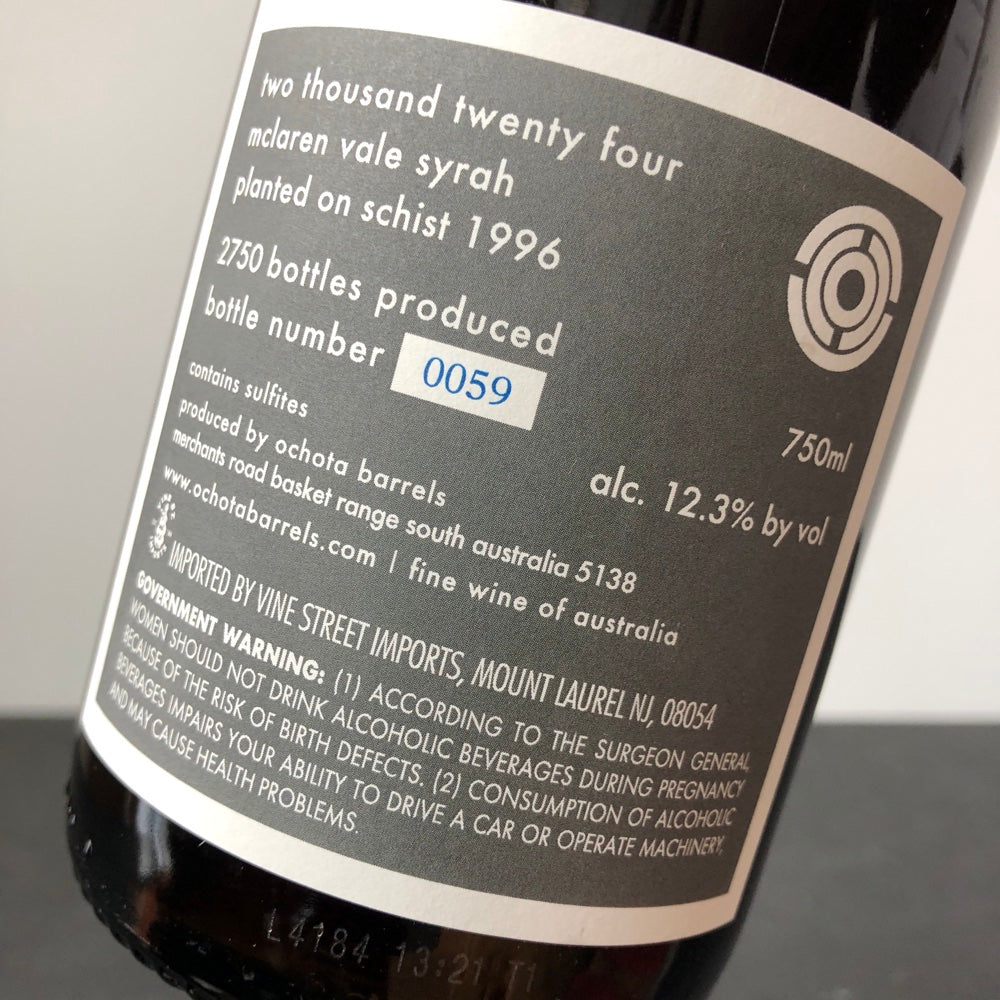 two thousand twenty four
mclaren vale syrah
planted on schist 1996
2750 bottles produced
bottle number 0059
750ml
alc. 12.3% by vol
contains sulfites
produced by ochota barrels
merchants road basket range south australia 5138
www.ochotabarrels.com | fine wine of australia
IMPORTED BY VINE STREET IMPORTS, MOUNT LAUREL NJ, 08054
GOVERNMENT WARNING: (1) ACCORDING TO THE SURGEON GENERAL,
WOMEN SHOULD NOT DRINK ALCOHOLIC BEVERAGES DURING PREGNANCY
BECAUSE OF THE RISK OF BIRTH DEFECTS. (2) CONSUMPTION OF ALCOHOLIC
BEVERAGES IMPAIRS YOUR ABILITY TO DRIVE A CAR OR OPERATE MACHINERY,
AND MAY CAUSE HEALTH PROBLEMS.
L4184 13:21 T1